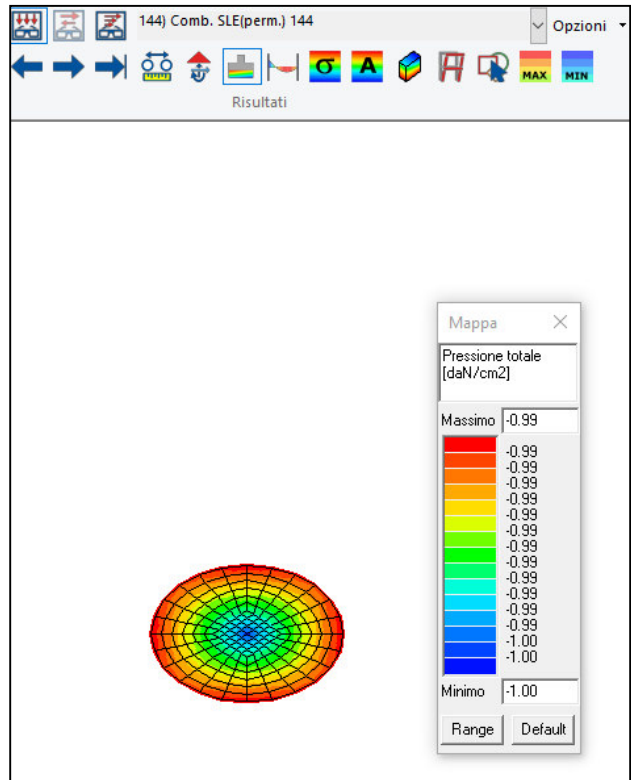 144) Comb. SLE(perm.) 144
Opzioni
σ A MAX MIN
Risultati
Mappa
Pressione totale
[daN/cm2]
Massimo -0.99
-0.99
-0.99
-0.99
-0.99
-0.99
-0.99
-0.99
-0.99
-0.99
-0.99
-0.99
-0.99
-1.00
-1.00
Minimo -1.00
Range Default